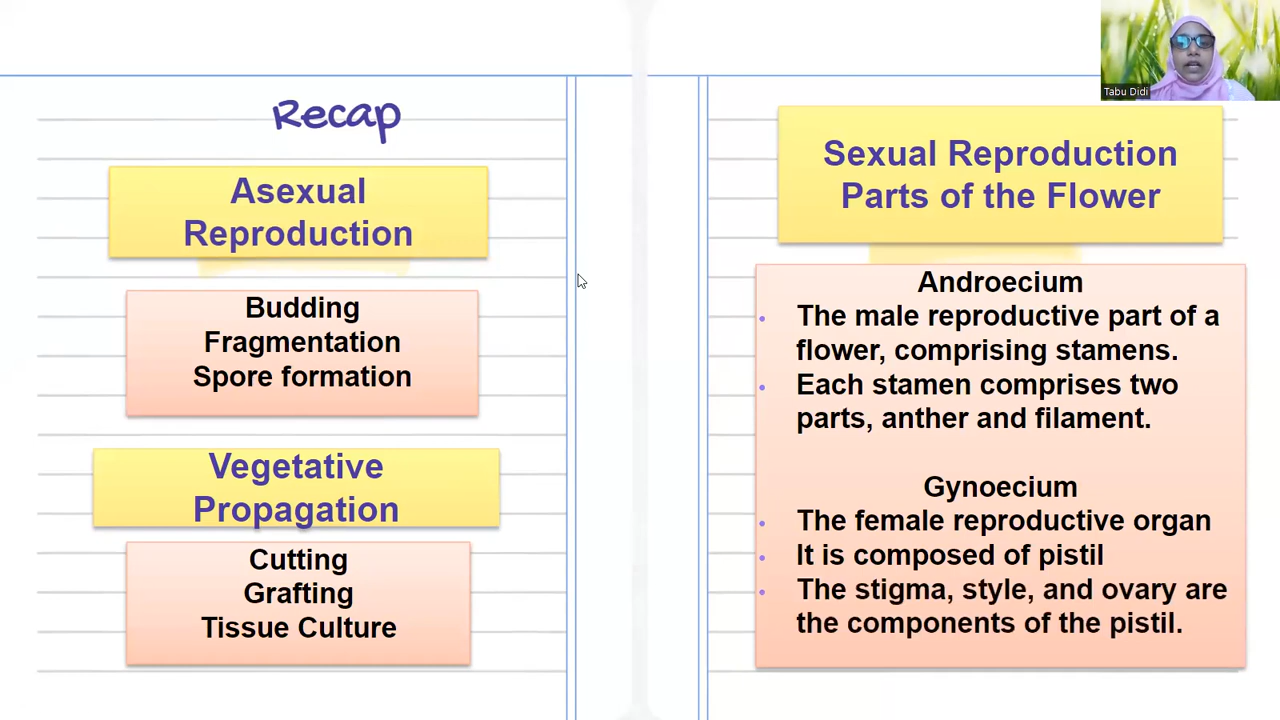 Recap
Asexual
Reproduction
Budding
Fragmentation
Spore formation
Vegetative
Propagation
Cutting
Grafting
Tissue Culture
Tabu Didi
Sexual Reproduction
Parts of the Flower
Androecium
• The male reproductive part of a
flower, comprising stamens.
• Each stamen comprises two
parts, anther and filament.
Gynoecium
• The female reproductive organ
• It is composed of pistil
• The stigma, style, and ovary are
the components of the pistil.